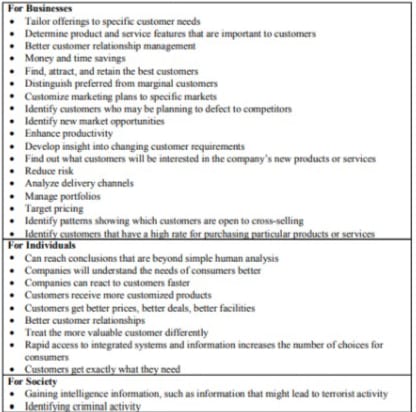 For Businesses
• Tailor offerings to specific customer needs
• Determine product and service features that are important to customers
• Better customer relationship management
• Money and time savings
• Find, attract, and retain the best customers
• Distinguish preferred from marginal customers
• Customize marketing plans to specific markets
• Identify customers who may be planning to defect to competitors
• Identify new market opportunities
• Enhance productivity
• Develop insight into changing customer requirements
• Find out what customers will be interested in the company's new products or services
• Reduce risk
• Analyze delivery channels
• Manage portfolios
• Target pricing
• Identify patterns showing which customers are open to cross-selling
• Identify customers that have a high rate for purchasing particular products or services
For Individuals
• Can reach conclusions that are beyond simple human analysis
• Companies will understand the needs of consumers better
• Companies can react to customers faster
• Customers receive more customized products
• Customers get better prices, better deals, better facilities
• Better customer relationships
• Treat the more valuable customer differently
• Rapid access to integrated systems and information increases the number of choices for
consumers
• Customers get exactly what they need
For Society
• Gaining intelligence information, such as information that might lead to terrorist activity
• Identifying criminal activity